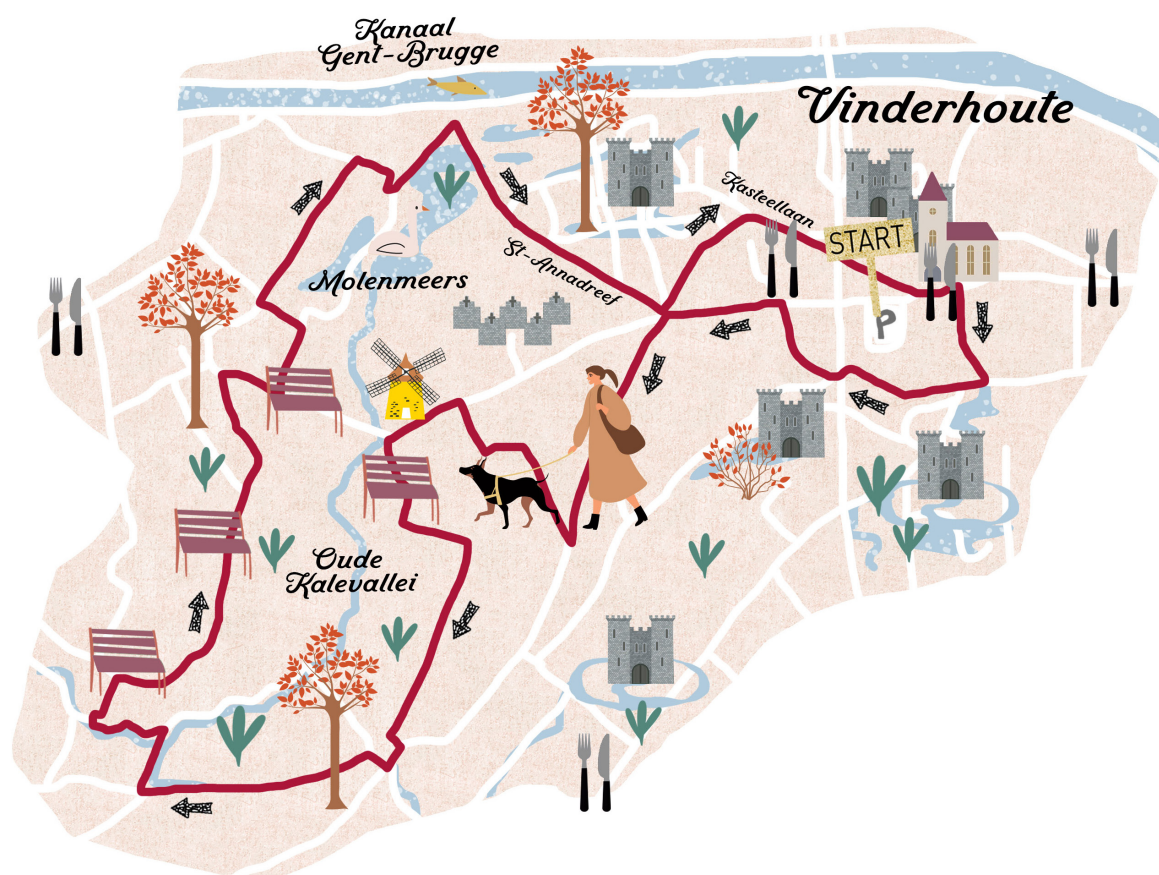 Kanaal
Gent-Brugge
Vinderhoute
Kasteellaan
START
St-Annadreef
Molenmeers
P
Oude
Kalevallei